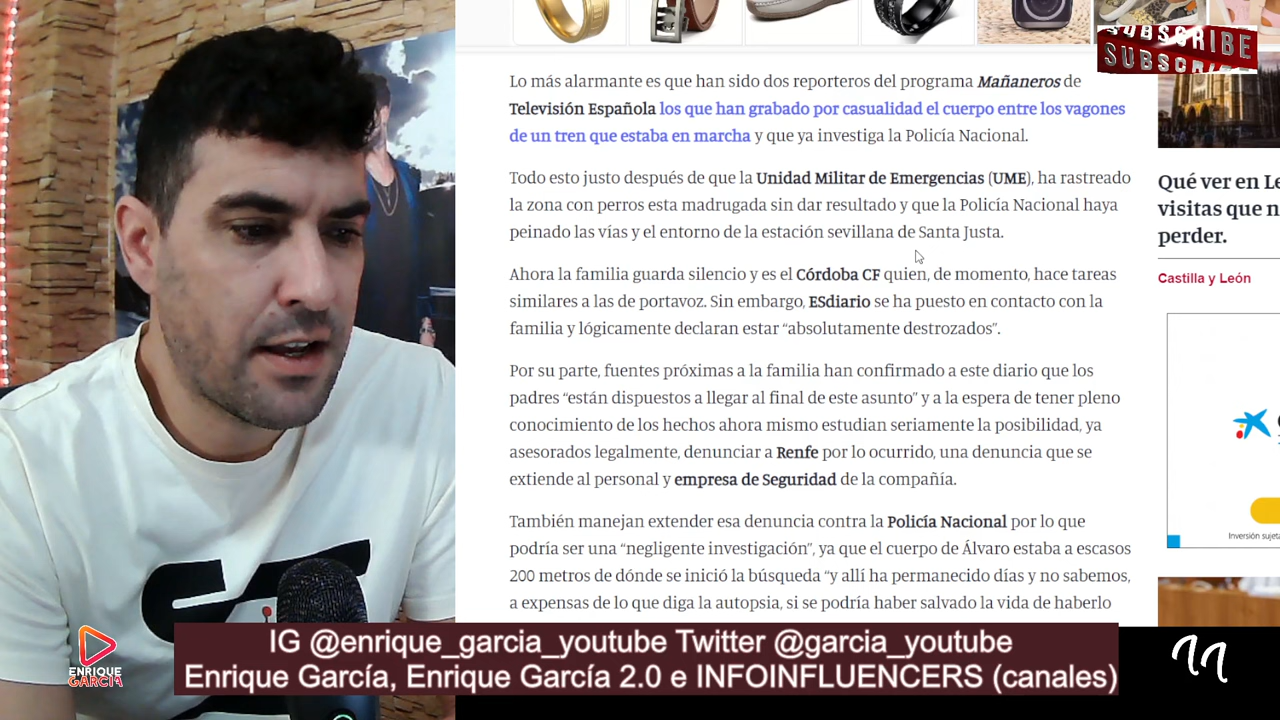 SUBSCRIBE
SUBSCRIBE
Lo más alarmante es que han sido dos reporteros del programa Mañaneros de
Televisión Española los que han grabado por casualidad el cuerpo entre los vagones
de un tren que estaba en marcha y que ya investiga la Policía Nacional.
Todo esto justo después de que la Unidad Militar de Emergencias (UME), ha rastreado
la zona con perros esta madrugada sin dar resultado y que la Policía Nacional haya
peinado las vías y el entorno de la estación sevillana de Santa Justa.
Ahora la familia guarda silencio y es el Córdoba CF quien, de momento, hace tareas
similares a las de portavoz. Sin embargo, ESdiario se ha puesto en contacto con la
familia y lógicamente declaran estar “absolutamente destrozados”.
Por su parte, fuentes próximas a la familia han confirmado a este diario que los
padres “están dispuestos a llegar al final de este asunto” y a la espera de tener pleno
conocimiento de los hechos ahora mismo estudian seriamente la posibilidad, ya
asesorados legalmente, denunciar a Renfe por lo ocurrido, una denuncia que se
extiende al personal y empresa de Seguridad de la compañía.
También manejan extender esa denuncia contra la Policía Nacional por lo que
podría ser una “negligente investigación”, ya que el cuerpo de Álvaro estaba a escasos
200 metros de dónde se inició la búsqueda “y allí ha permanecido días y no sabemos,
a expensas de lo que diga la autopsia, si se podría haber salvado la vida de haberlo
Qué ver en Le
visitas que n
perder.
Castilla y León
Inversión sujeta
IG @enrique_garcia_youtube Twitter @garcia_youtube
Enrique García, Enrique García 2.0 e INFOINFLUENCERS (canales)
ENRIQUE
GARCÍA